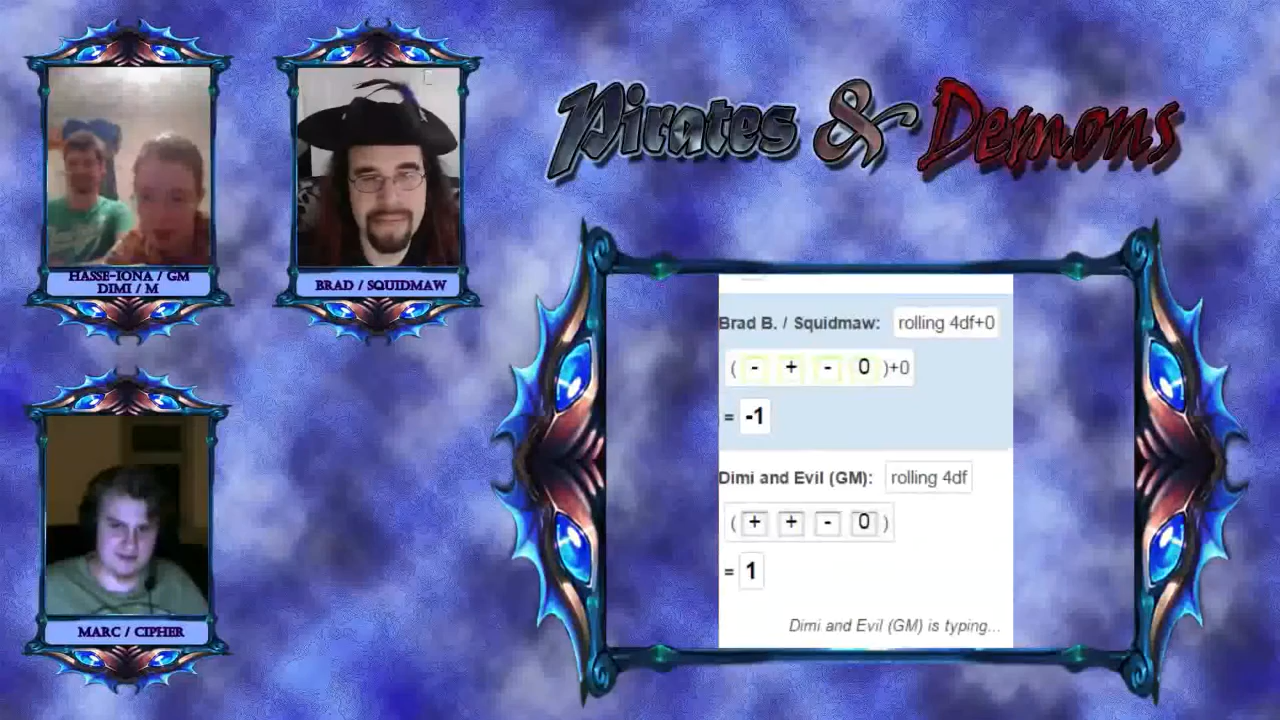 Pirates & Demons
HASSE-IONA / GM
DIMI / M
BRAD / SQUIDMAW
MARC / CIPHER
Brad B. / Squidmaw: rolling 4df+0
( - + - 0 )+0
= -1
Dimi and Evil (GM): rolling 4df
( + + - 0 )
= 1
Dimi and Evil (GM) is typing...